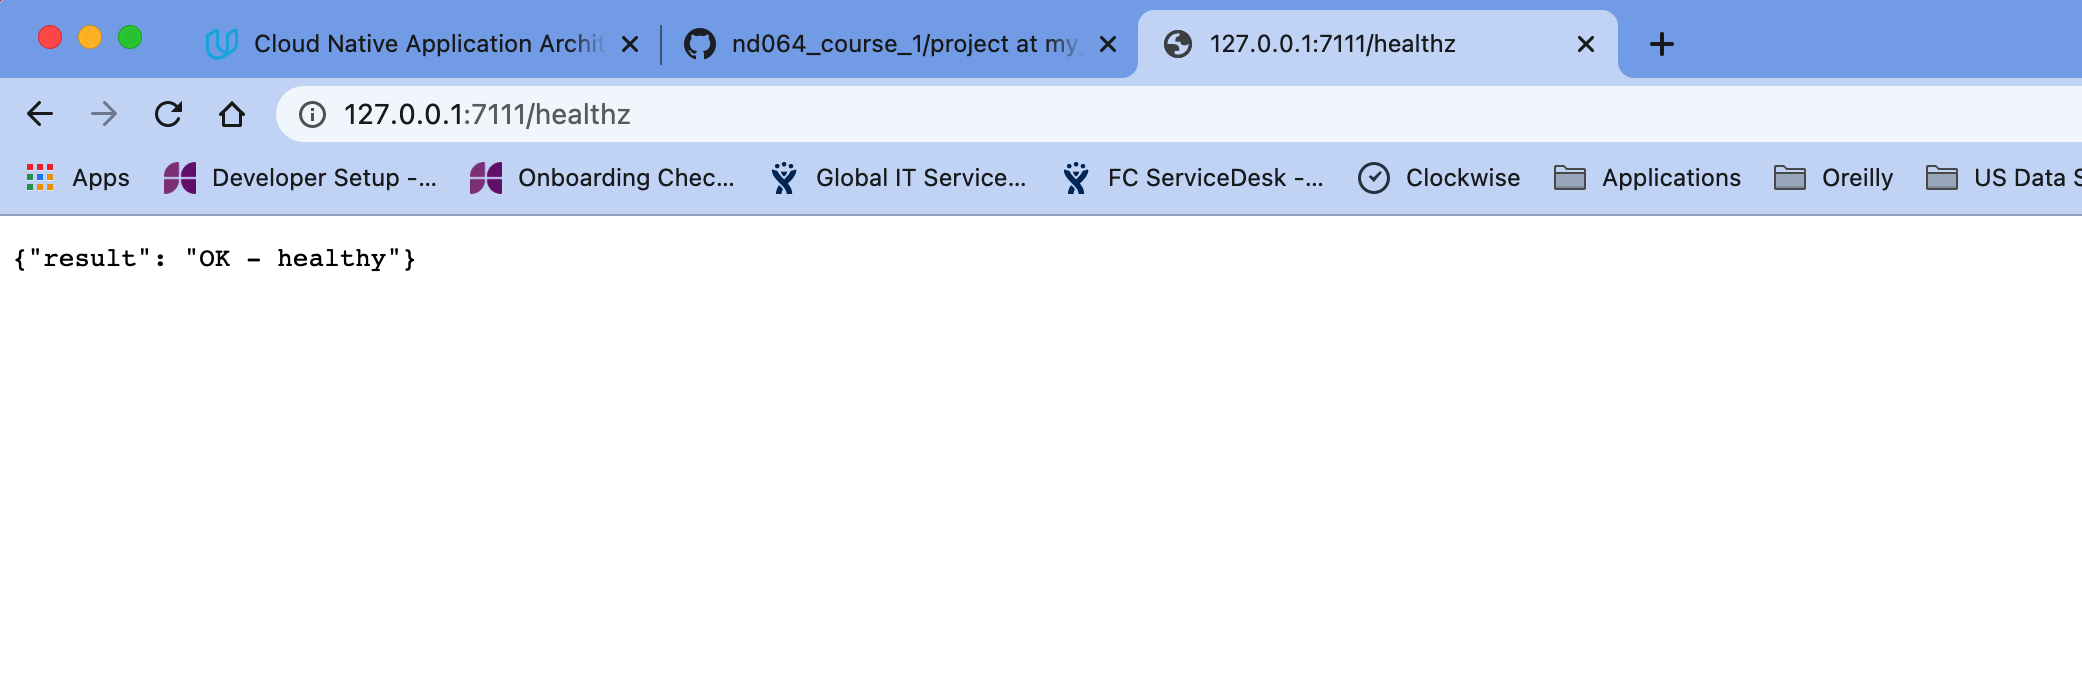 Cloud Native Application Archit
nd064_course_1/project at my_
127.0.0.1:7111/healthz
127.0.0.1:7111/healthz
Apps
Developer Setup -...
Onboarding Chec...
Global IT Service...
FC ServiceDesk -...
Clockwise
Applications
Oreilly
US Data S
{"result": "OK - healthy"}